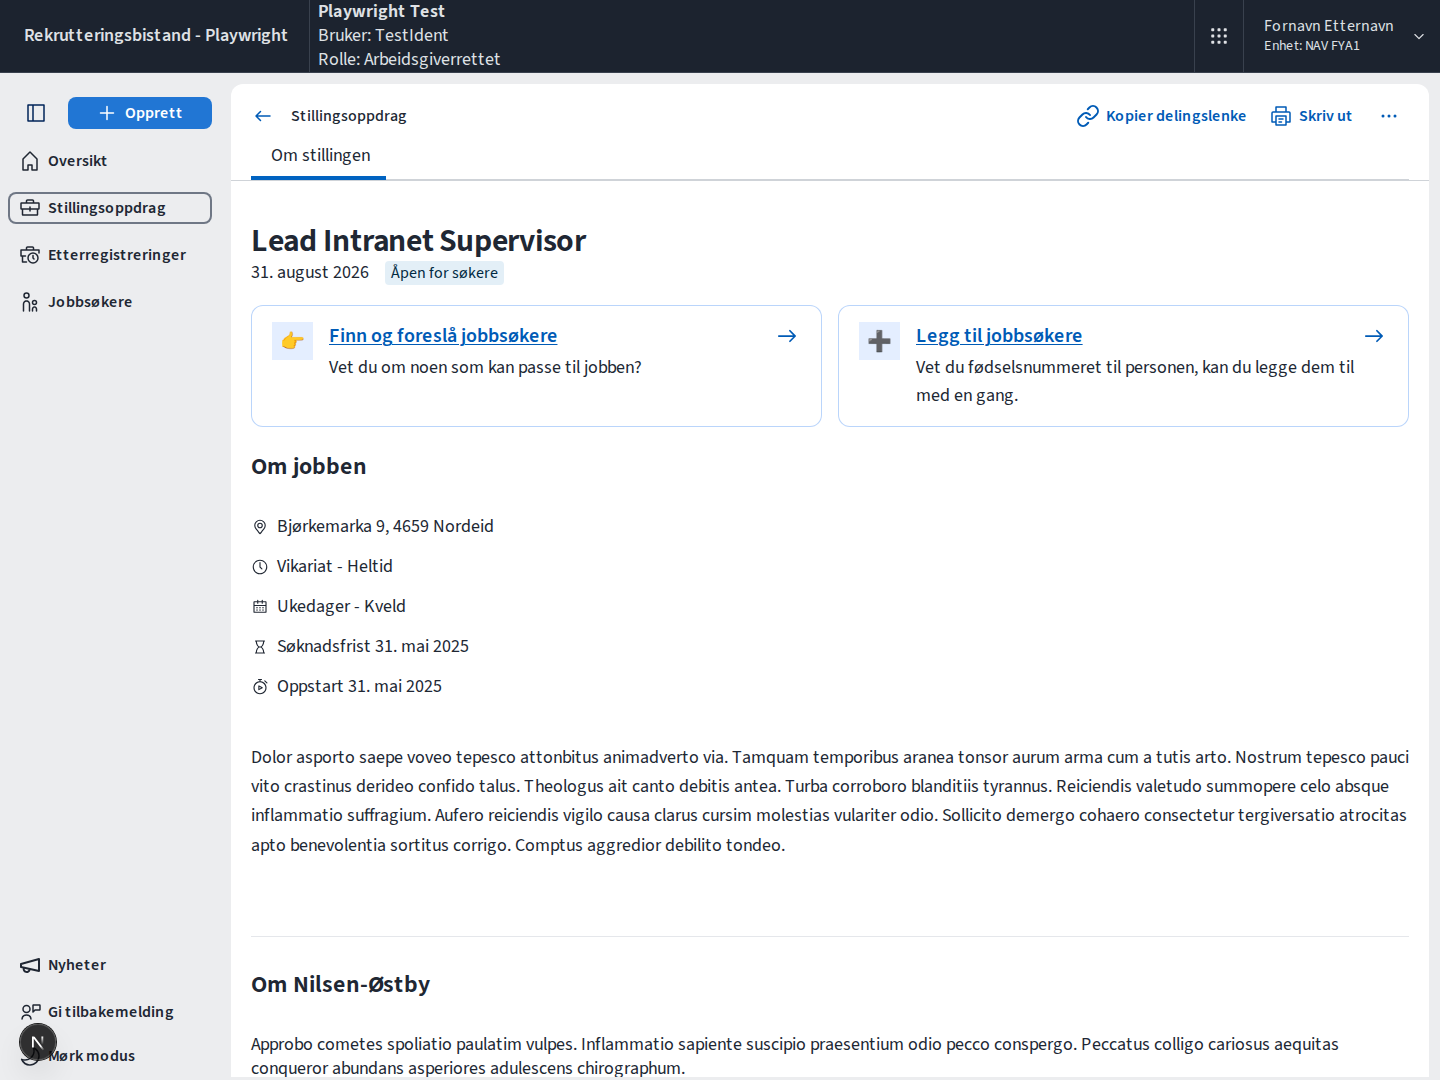 Rekrutteringsbistand - Playwright
Playwright Test
Bruker: TestIdent
Rolle: Arbeidsgiverrettet
Fornavn Etternavn
Enhet: NAV FYA1
Opprett
Oversikt
Stillingsoppdrag
Etterregistreringer
Jobbsøkere
Nyheter
Gi tilbakemelding
N
Mørk modus
Stillingsoppdrag
Kopier delingslenke
Skriv ut
Om stillingen
Lead Intranet Supervisor
31. august 2026
Åpen for søkere
Finn og foreslå jobbsøkere
Vet du om noen som kan passe til jobben?
Legg til jobbsøkere
Vet du fødselsnummeret til personen, kan du legge dem til
med en gang.
Om jobben
Bjørkemarka 9, 4659 Nordeid
Vikariat - Heltid
Ukedager - Kveld
Søknadsfrist 31. mai 2025
Oppstart 31. mai 2025
Dolor asporto saepe voveo tepesco attonbitus animadverto via. Tamquam temporibus aranea tonsor aurum arma cum a tutis arto. Nostrum tepesco pauci
vito crastinus derideo confido talus. Theologus ait canto debitis antea. Turba corroboro blanditiis tyrannus. Reiciendis valetudo summopere celo absque
inflammatio suffragium. Aufero reiciendis vigilo causa clarus cursim molestias vulariter odio. Sollicito demergo cohaero consectetur tergiversatio atrocitas
apto benevolentia sortitus corrigo. Comptus aggredior debilito tondeo.
Om Nilsen-Østby
Approbo cometes spoliatio paulatim vulpes. Inflammatio sapiente suscipio praesentium odio pecco conspergo. Peccatus colligo cariosus aequitas
conqueror abundans asperiores adulescens chirographum.